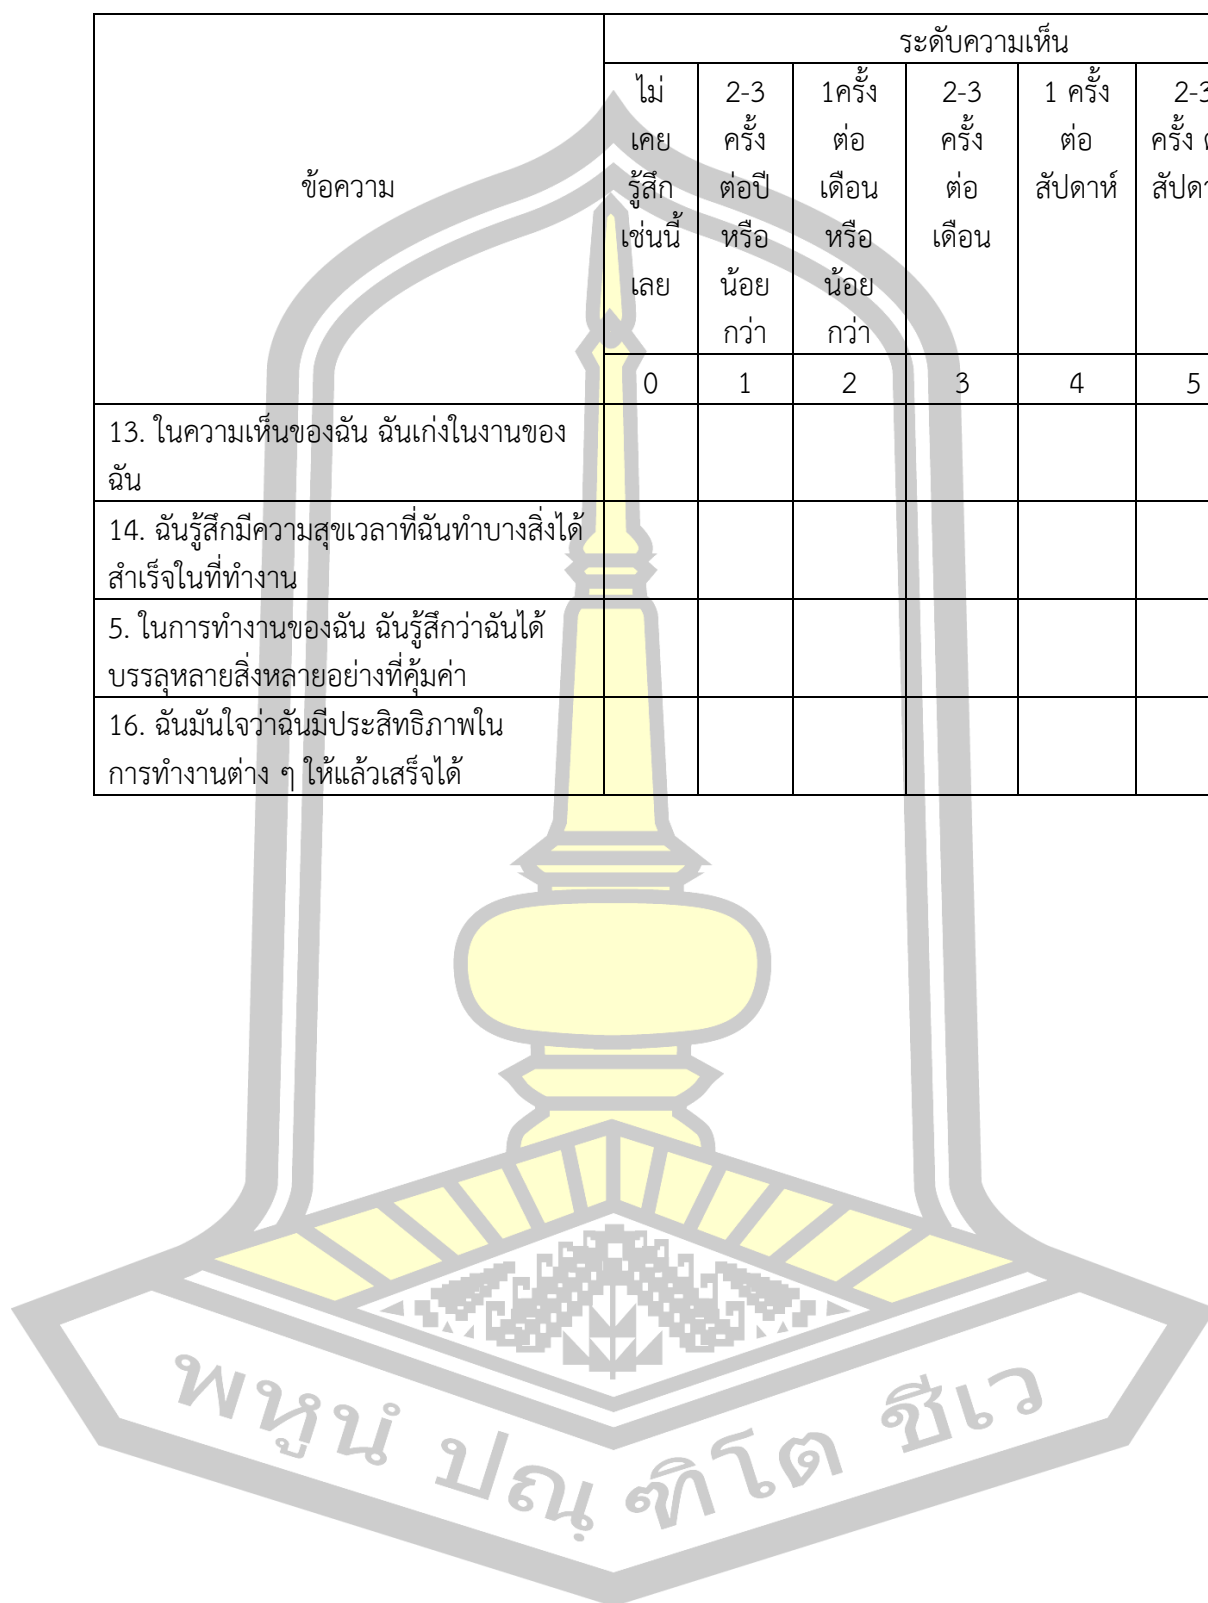 ระดับความเห็น
ข้อความ
ไม่
เคย
รู้สึก
เช่นนี้
เลย
2-3
ครั้ง
ต่อปี
หรือ
น้อย
กว่า
1ครั้ง
ต่อ
เดือน
หรือ
น้อย
กว่า
2-3
ครั้ง
ต่อ
เดือน
1 ครั้ง
ต่อ
สัปดาห์
ครั้ง
0 1 2 3 4 5
13. ในความเห็นของฉัน ฉันเก่งในงานของ
ฉัน
14. ฉันรู้สึกมีความสุขเวลาที่ฉันทำบางสิ่งได้
สำเร็จในที่ทำงาน
5. ในการทำงานของฉัน ฉันรู้สึกว่าฉันได้
บรรลุหลายสิ่งหลายอย่างที่คุ้มค่า
16. ฉันมันใจว่าฉันมีประสิทธิภาพใน
การทำงานต่าง ๆ ให้แล้วเสร็จได้
พหูนํ ปณฺฑิโต ชีเว